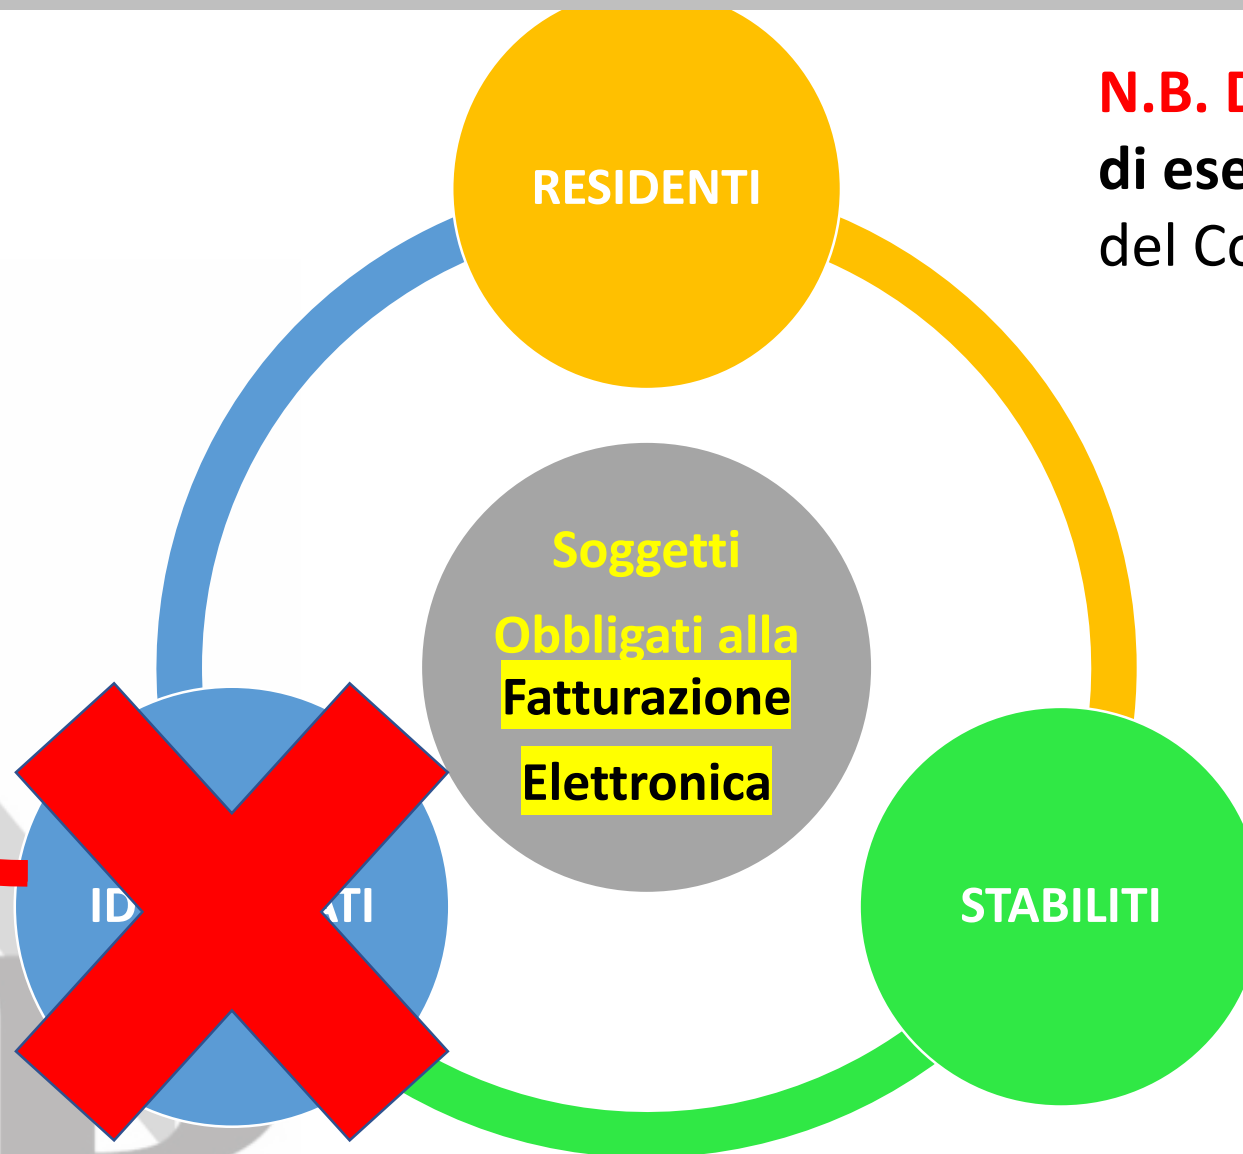 RESIDENTI
N.B.
di ese
del Co
Soggetti
Obbligati alla
Fatturazione
Elettronica
STABILITI